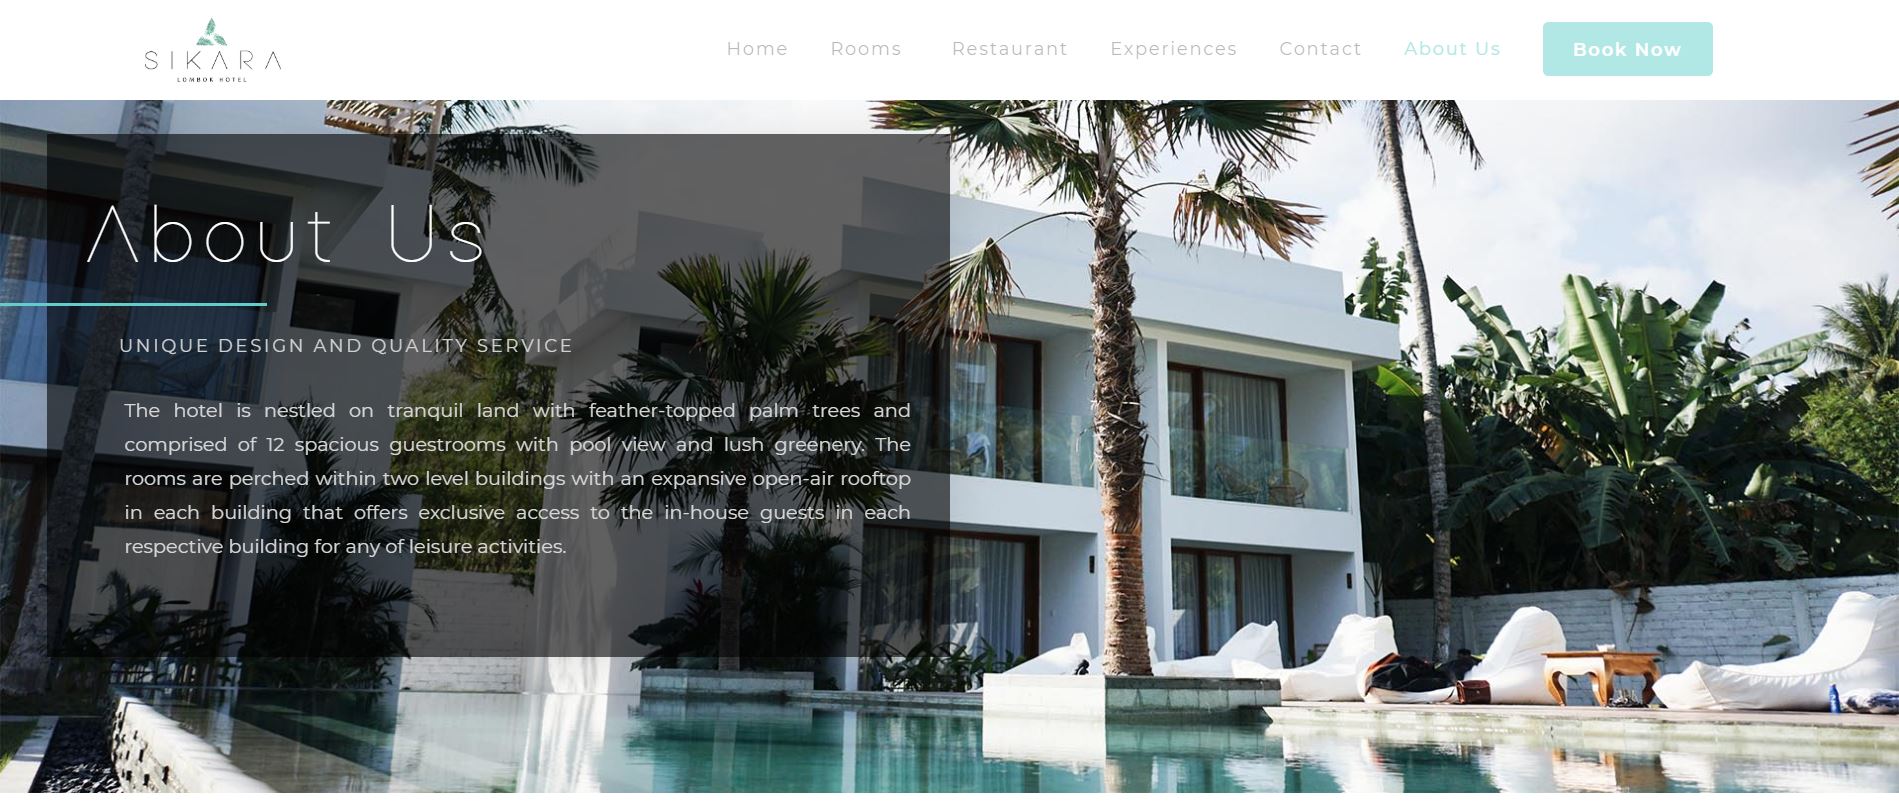 SIKARA
LOMBOK HOTEL
Home Rooms Restaurant Experiences Contact About Us Book Now
About Us
UNIQUE DESIGN AND QUALITY SERVICE
The hotel is nestled on tranquil land with feather-topped palm trees and
comprised of 12 spacious guestrooms with pool view and lush greenery. The
rooms are perched within two level buildings with an expansive open-air rooftop
in each building that offers exclusive access to the in-house guests in each
respective building for any of leisure activities.